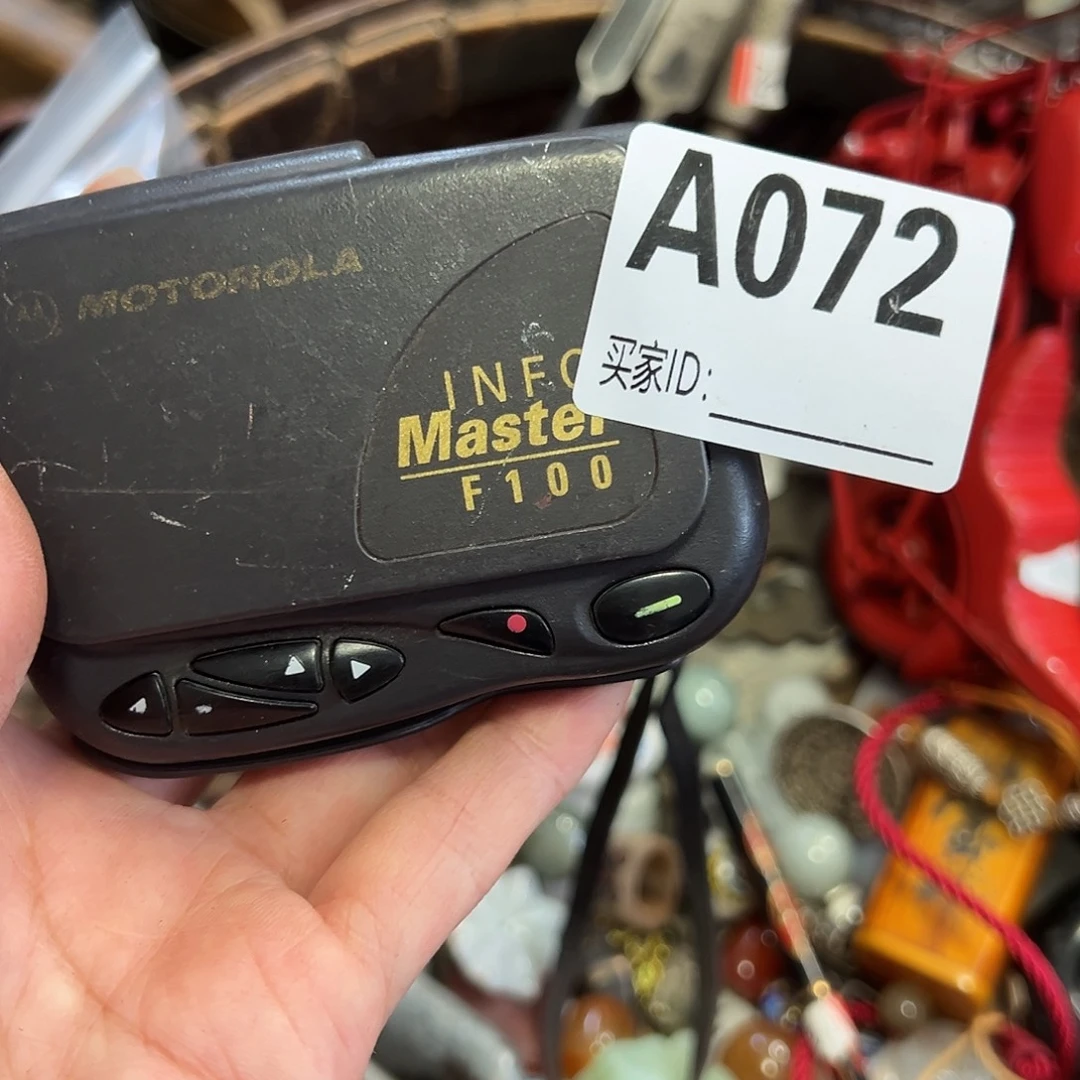 A072
买家ID:
MOTOROLA
INFO
Master
F100